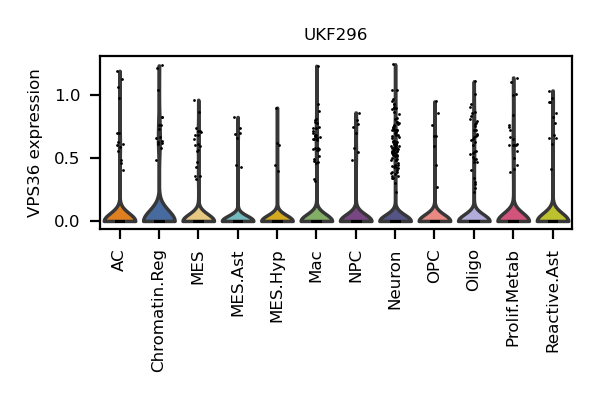 UKF296
VPS36 expression
1.0
0.5
0.0
AC
Chromatin.Reg
MES
MES.Ast
MES.Hyp
Mac
NPC
Neuron
OPC
Oligo
Prolif.Metab
Reactive.Ast